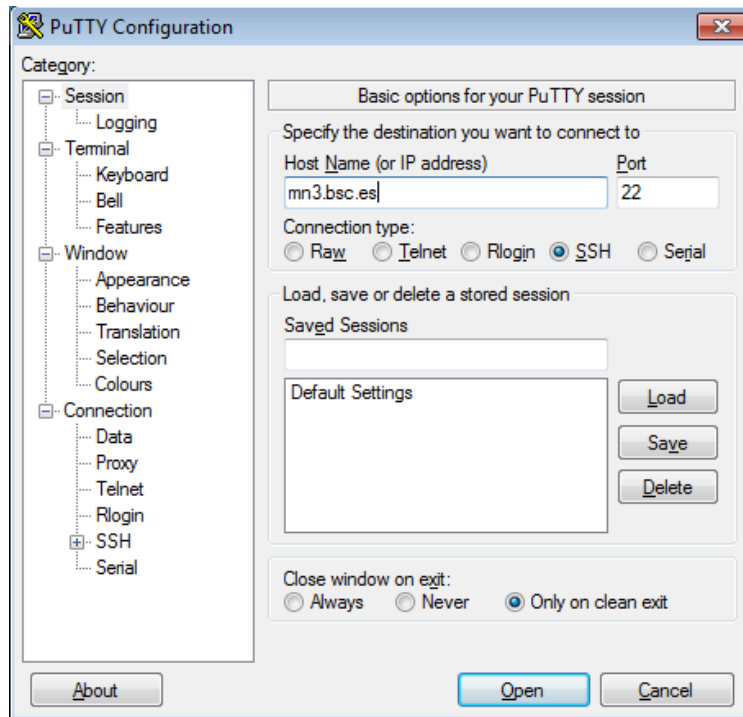 PuTTY Configuration
Category:
Session
Logging
Terminal
Keyboard
Bell
Features
Window
Appearance
Behaviour
Translation
Selection
Colours
Connection
Data
Proxy
Telnet
Rlogin
SSH
Serial
Basic options for your PuTTY session
Specify the destination you want to connect to
Host Name (or IP address) Port
mn3.bsc.es 22
Connection type:
Raw Telnet Rlogin SSH Serial
Load, save or delete a stored session
Saved Sessions
Default Settings
Load
Save
Delete
Close window on exit:
Always Never Only on clean exit
About Open Cancel